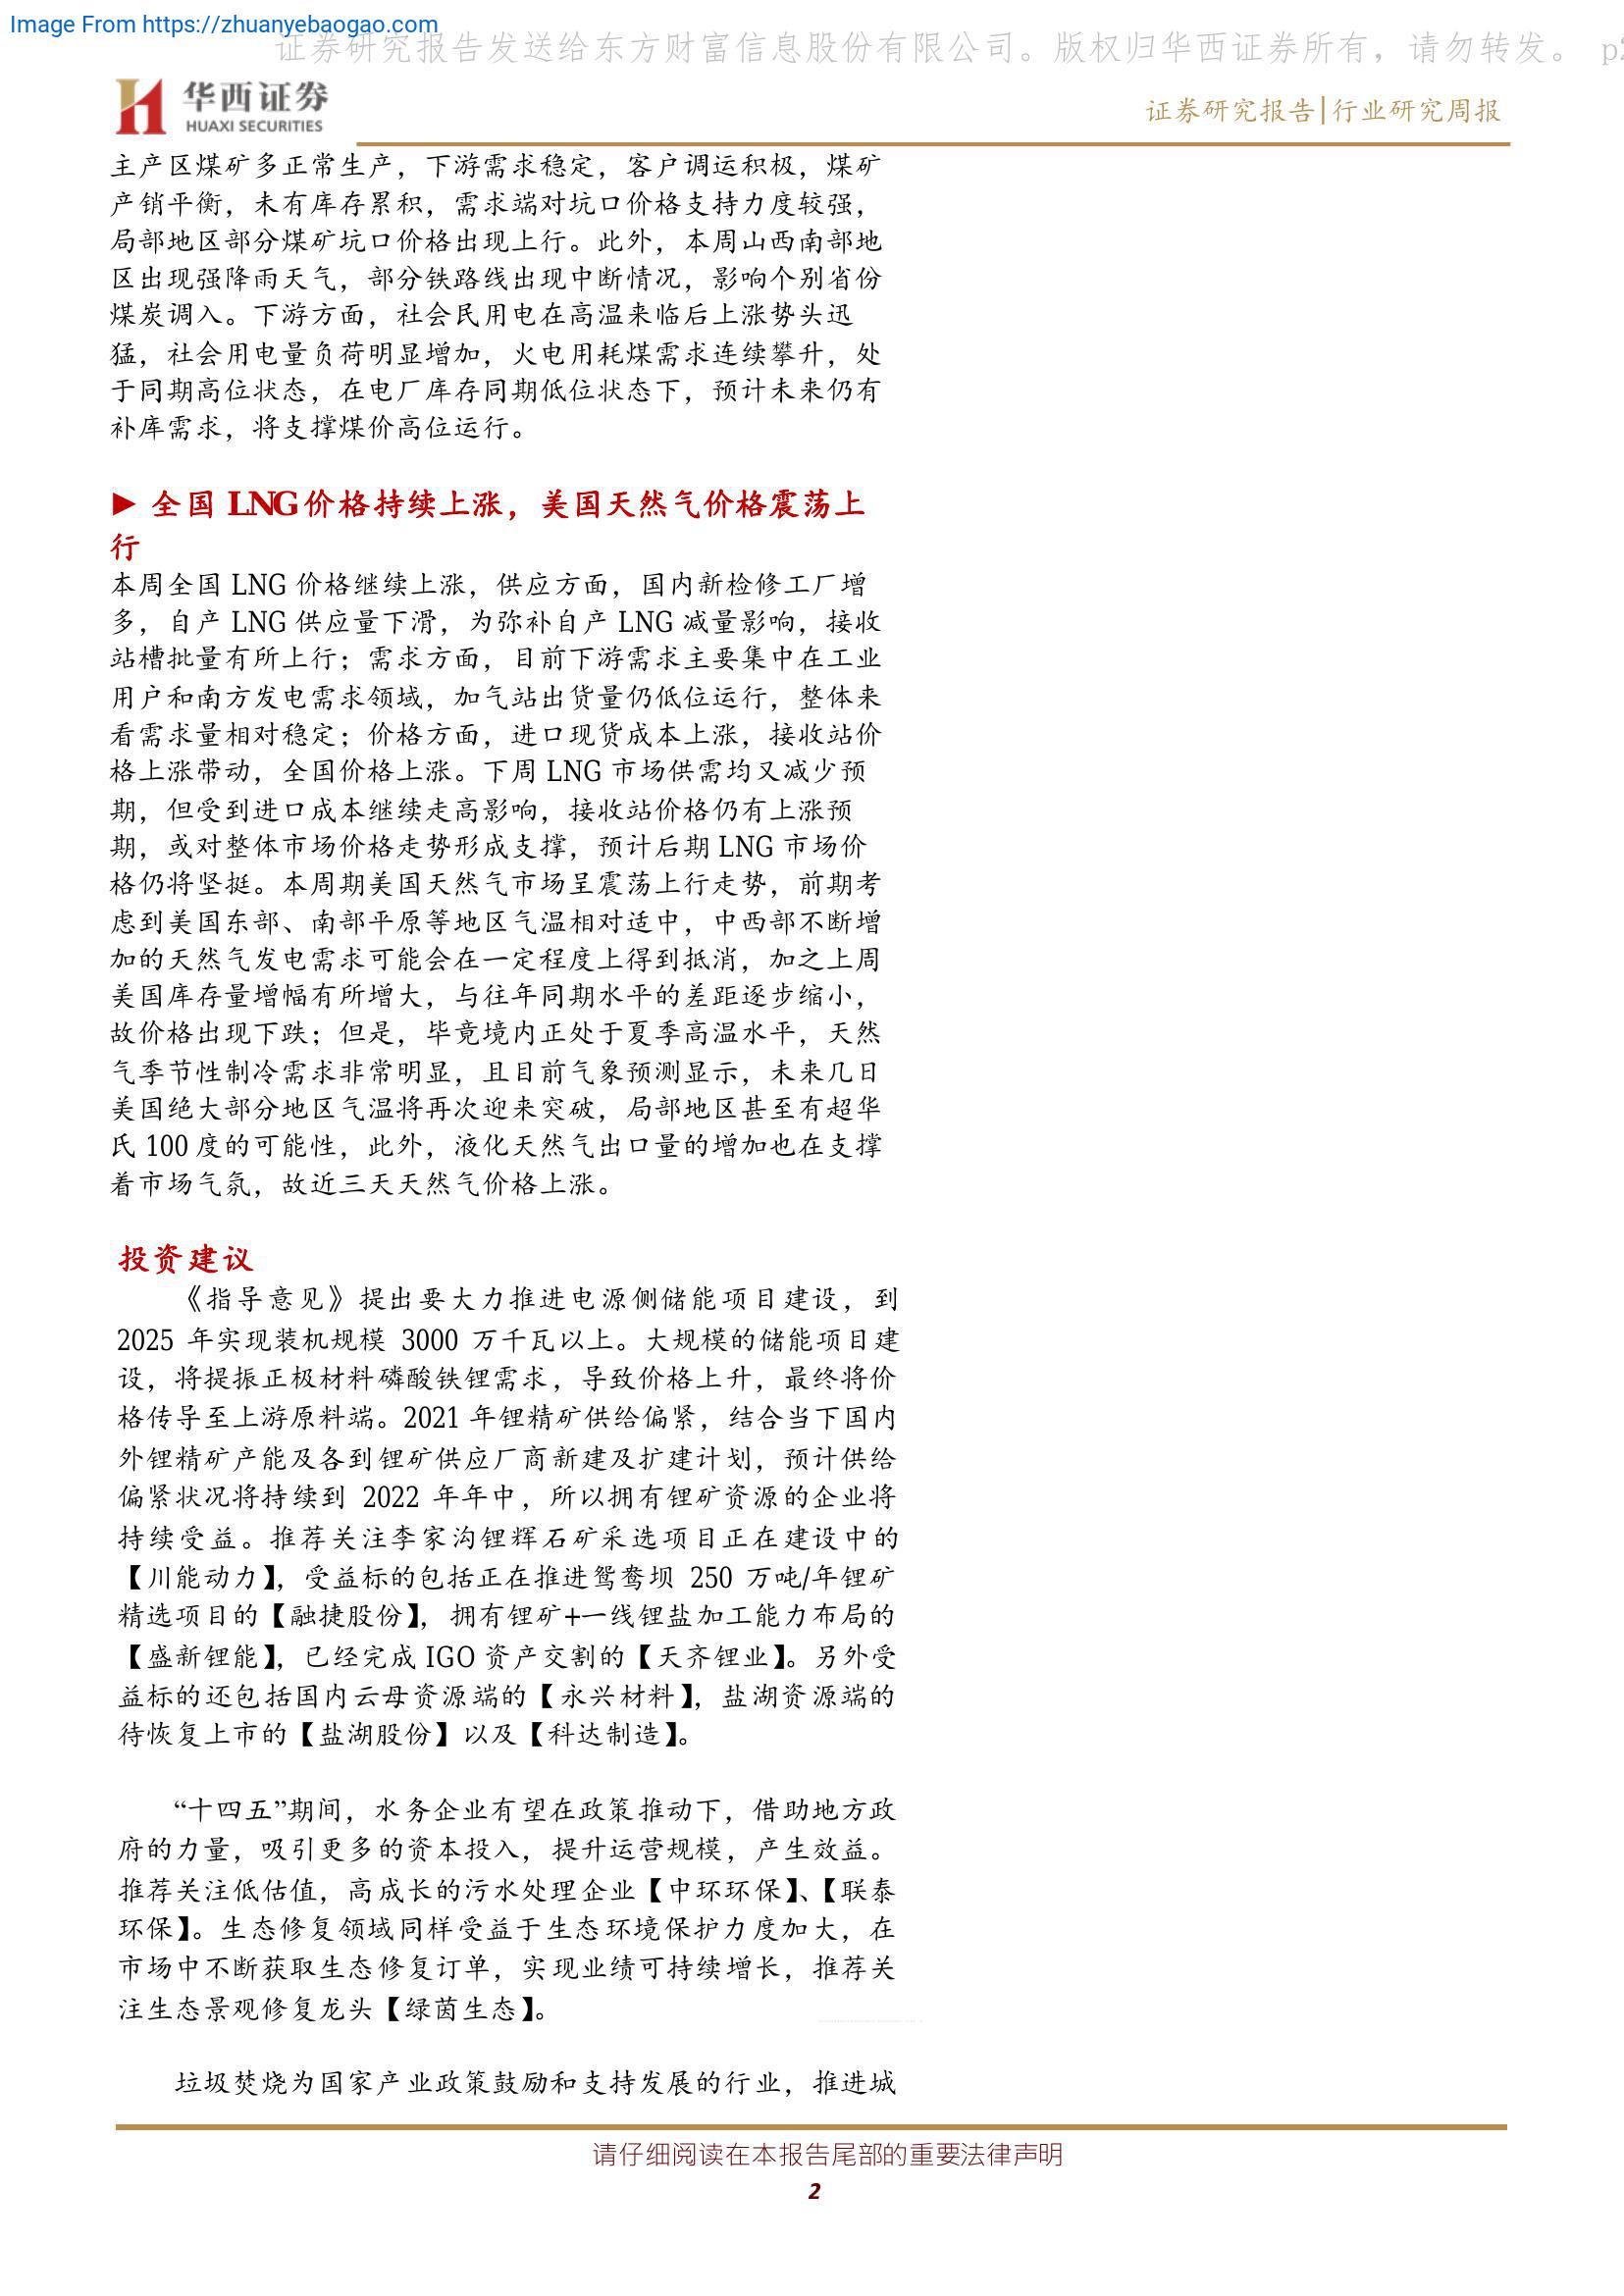 Image From https://zhuanyebaogao.com
证券研究报告发送给东方财富信息股份有限公司。版权归华西证券所有，请勿转发。 p2
华西证券
HUAXI SECURITIES
证券研究报告|行业研究周报
主产区煤矿多正常生产，下游需求稳定，客户调运积极，煤矿
产销平衡，未有库存累积，需求端对坑口价格支持力度较强，
局部地区部分煤矿坑口价格出现上行。此外，本周山西南部地
区出现强降雨天气，部分铁路线出现中断情况，影响个别省份
煤炭调入。下游方面，社会民用电在高温来临后上涨势头迅
猛，社会用电量负荷明显增加，火电用耗煤需求连续攀升，处
于同期高位状态，在电厂库存同期低位状态下，预计未来仍有
补库需求，将支撑煤价高位运行。
► 全国 LNG 价格持续上涨，美国天然气价格震荡上
行
本周全国 LNG 价格继续上涨，供应方面，国内新检修工厂增
多，自产 LNG 供应量下滑，为弥补自产 LNG 减量影响，接收
站槽批量有所上行；需求方面，目前下游需求主要集中在工业
用户和南方发电需求领域，加气站出货量仍低位运行，整体来
看需求量相对稳定；价格方面，进口现货成本上涨，接收站价
格上涨带动，全国价格上涨。下周 LNG 市场供需均又减少预
期，但受到进口成本继续走高影响，接收站价格仍有上涨预
期，或对整体市场价格走势形成支撑，预计后期 LNG 市场价
格仍将坚挺。本周期美国天然气市场呈震荡上行走势，前期考
虑到美国东部、南部平原等地区气温相对适中，中西部不断增
加的天然气发电需求可能会在一定程度上得到抵消，加之上周
美国库存量增幅有所增大，与往年同期水平的差距逐步缩小，
故价格出现下跌；但是，毕竟境内正处于夏季高温水平，天然
气季节性制冷需求非常明显，且目前气象预测显示，未来几日
美国绝大部分地区气温将再次迎来突破，局部地区甚至有超华
氏 100 度的可能性，此外，液化天然气出口量的增加也在支撑
着市场气氛，故近三天天然气价格上涨。
投资建议
《指导意见》提出要大力推进电源侧储能项目建设，到
2025 年实现装机规模 3000 万千瓦以上。大规模的储能项目建
设，将提振正极材料磷酸铁锂需求，导致价格上升，最终将价
格传导至上游原料端。2021 年锂精矿供给偏紧，结合当下国内
外锂精矿产能及各到锂矿供应厂商新建及扩建计划，预计供给
偏紧状况将持续到 2022 年年中，所以拥有锂矿资源的企业将
持续受益。推荐关注李家沟锂辉石矿采选项目正在建设中的
【川能动力】，受益标的包括正在推进鸳鸯坝 250 万吨/年锂矿
精选项目的【融捷股份】，拥有锂矿+一线锂盐加工能力布局的
【盛新锂能】，已经完成 IGO 资产交割的【天齐锂业】。另外受
益标的还包括国内云母资源端的【永兴材料】，盐湖资源端的
待恢复上市的【盐湖股份】以及【科达制造】。
“十四五”期间，水务企业有望在政策推动下，借助地方政
府的力量，吸引更多的资本投入，提升运营规模，产生效益。
推荐关注低估值，高成长的污水处理企业【中环环保】、【联泰
环保】。生态修复领域同样受益于生态环境保护力度加大，在
市场中不断获取生态修复订单，实现业绩可持续增长，推荐关
注生态景观修复龙头【绿茵生态】。
垃圾焚烧为国家产业政策鼓励和支持发展的行业，推进城
请仔细阅读在本报告尾部的重要法律声明
2